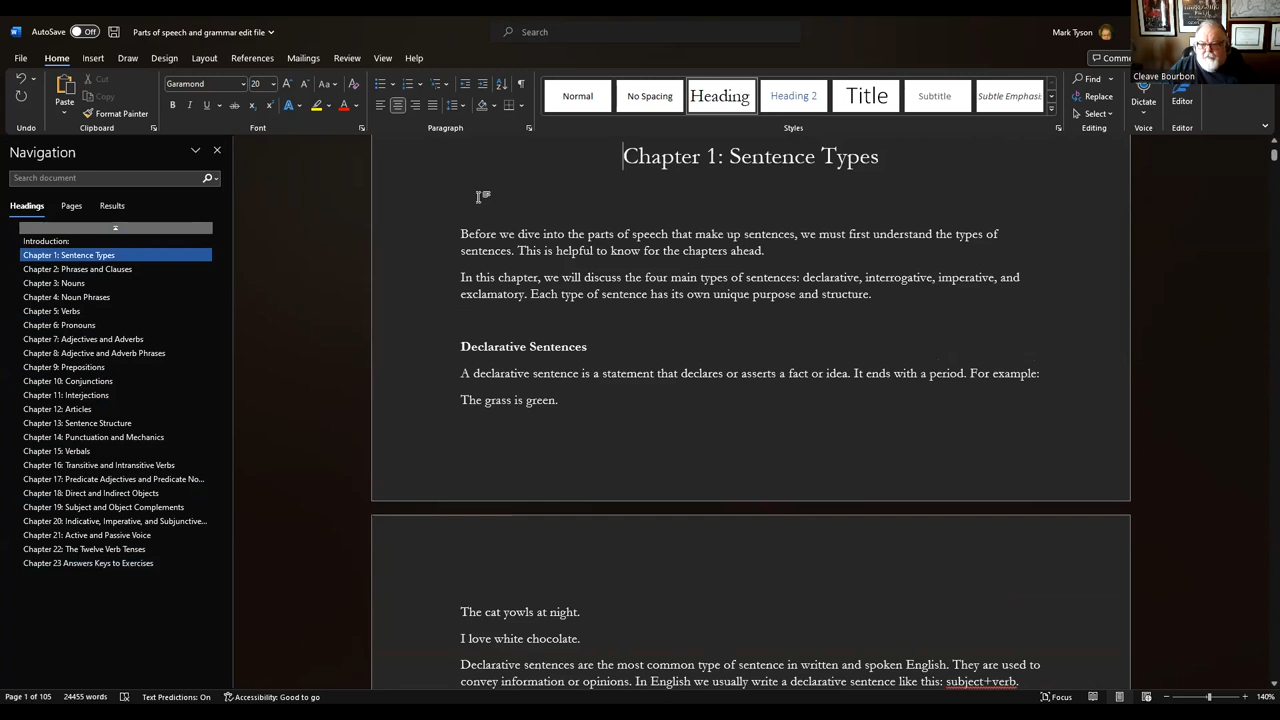 AutoSave Off Parts of speech and grammar edit file Search Mark Tyson
Cleave Bourbon
File Home Insert Draw Design Layout References Mailings Review View Help Comme
Paste Cut Copy Format Painter
Garamond 20
Normal No Spacing Heading Heading 2 Title Subtitle Subtle Emphasis
Find Replace Select Dictate Editor
Undo Clipboard Font Paragraph Styles Editing Voice Editor
Navigation
Search document
Headings Pages Results
Introduction:
Chapter 1: Sentence Types
Chapter 2: Phrases and Clauses
Chapter 3: Nouns
Chapter 4: Noun Phrases
Chapter 5: Verbs
Chapter 6: Pronouns
Chapter 7: Adjectives and Adverbs
Chapter 8: Adjective and Adverb Phrases
Chapter 9: Prepositions
Chapter 10: Conjunctions
Chapter 11: Interjections
Chapter 12: Articles
Chapter 13: Sentence Structure
Chapter 14: Punctuation and Mechanics
Chapter 15: Verbals
Chapter 16: Transitive and Intransitive Verbs
Chapter 17: Predicate Adjectives and Predicate No...
Chapter 18: Direct and Indirect Objects
Chapter 19: Subject and Object Complements
Chapter 20: Indicative, Imperative, and Subjunctive...
Chapter 21: Active and Passive Voice
Chapter 22: The Twelve Verb Tenses
Chapter 23 Answers Keys to Exercises
Chapter 1: Sentence Types
Before we dive into the parts of speech that make up sentences, we must first understand the types of
sentences. This is helpful to know for the chapters ahead.
In this chapter, we will discuss the four main types of sentences: declarative, interrogative, imperative, and
exclamatory. Each type of sentence has its own unique purpose and structure.
Declarative Sentences
A declarative sentence is a statement that declares or asserts a fact or idea. It ends with a period. For example:
The grass is green.
The cat yowls at night.
I love white chocolate.
Declarative sentences are the most common type of sentence in written and spoken English. They are used to
convey information or opinions. In English we usually write a declarative sentence like this: subject+verb.
Page 1 of 105 24455 words Text Predictions: On Accessibility: Good to go Focus 140%